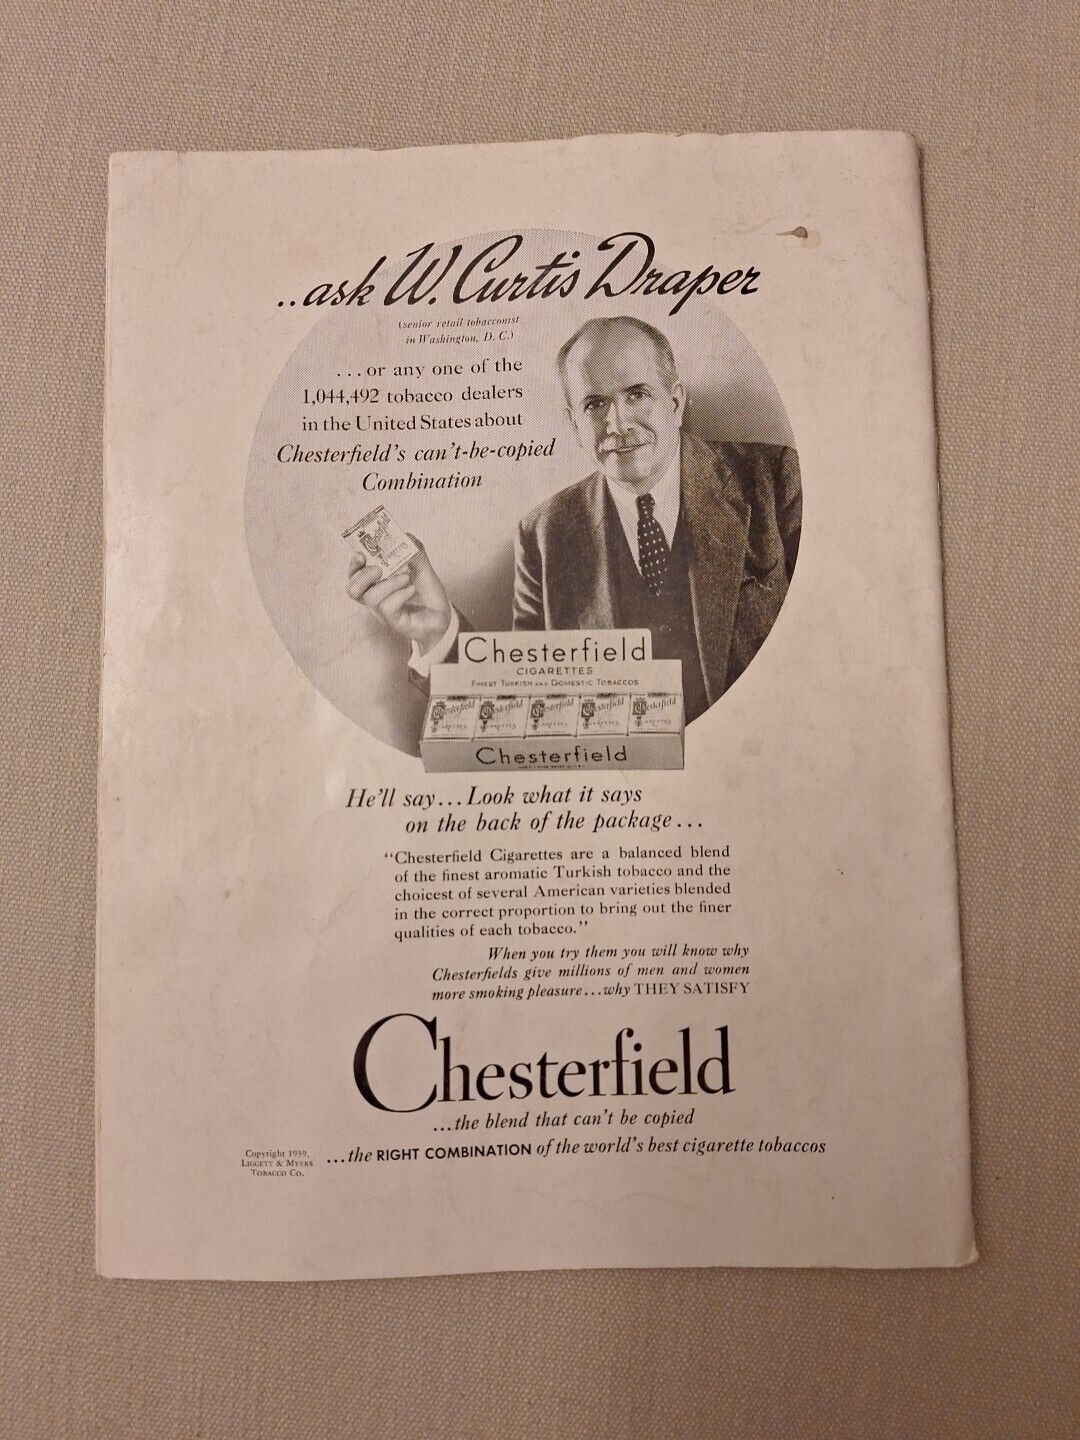 ..ask W. Curtis Draper
(senior retail tobacconist
in Washington, D. C.)
...or any one of the
1,044,492 tobacco dealers
in the United States about
Chesterfield's can't-be-copied
Combination
Chesterfield
CIGARETTES
FINEST TURKISH AND DOMESTIC TOBACCOS
Chesterfield
Chesterfield
Chesterfield
Chesterfield
Chesterfield
Chesterfield
Chesterfield
He'll say...Look what it says
on the back of the package...
"Chesterfield Cigarettes are a balanced blend
of the finest aromatic Turkish tobacco and the
choicest of several American varieties blended
in the correct proportion to bring out the finer
qualities of each tobacco."
When you try them you will know why
Chesterfields give millions of men and women
more smoking pleasure...why THEY SATISFY
Chesterfield
...the blend that can't be copied
...the RIGHT COMBINATION of the world's best cigarette tobaccos
Copyright 1939,
LIGGETT & MYERS
TOBACCO CO.